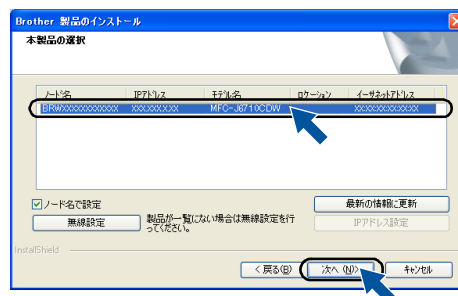 Brother 製品のインストール
本製品の選択
ノード名 IPアドレス モデル名 ロケーション イーサネットアドレス
BRWxxxxxxxxxxxx xxx.xxx.x.xx MFC-J6710CDW xx:xx:xx:xx:xx:xx
ノード名で設定
最新の情報に更新
無線設定
製品が一覧にない場合は無線設定を行
ってください。
IPアドレス設定
InstallShield
< 戻る(B) 次へ (N)> キャンセル